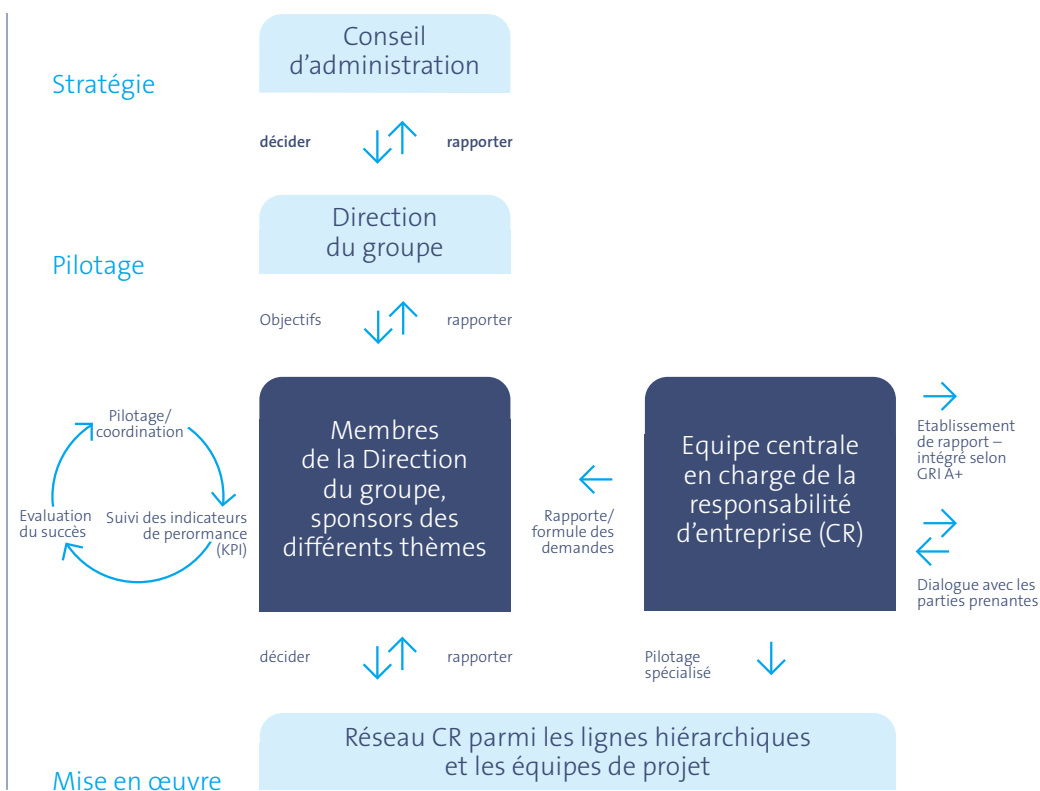 Conseil
d’administration
Stratégie
décider
rapporter
Direction
du groupe
Pilotage
Objectifs
rapporter
Pilotage/
coordination
Evaluation
du succès
Suivi des indicateurs
de perormance
(KPI)
Membres
de la Direction
du groupe,
sponsors des
différents thèmes
Rapporte/
formule des
demandes
Equipe centrale
en charge de la
responsabilité
d’entreprise (CR)
Etablissement
de rapport –
intégré selon
GRI A+
Dialogue avec les
parties prenantes
décider
rapporter
Pilotage
spécialisé
Réseau CR parmi les lignes hiérarchiques
et les équipes de projet
Mise en œuvre